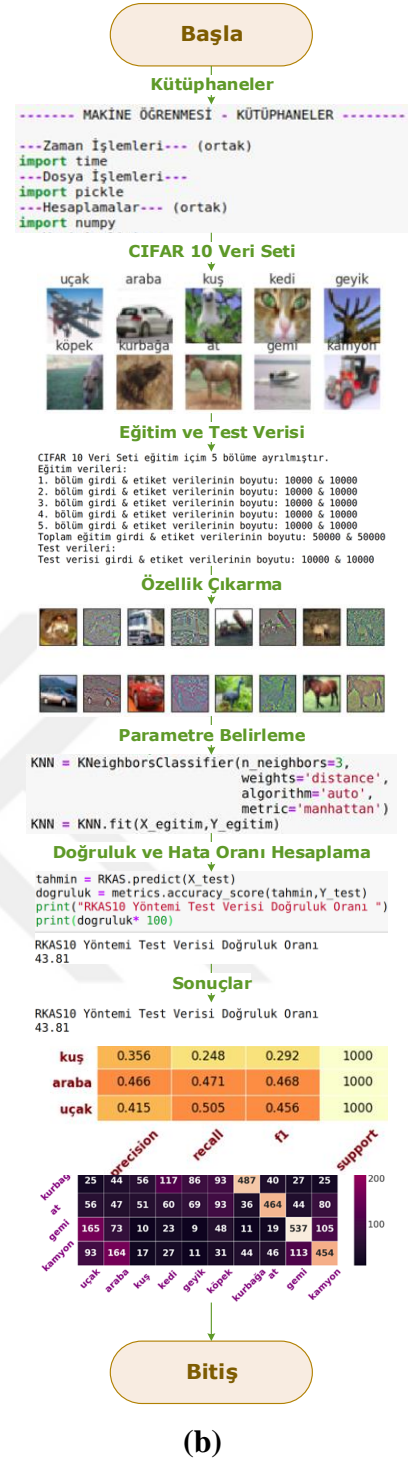 Başla
Kütüphaneler
------- MAKİNE ÖĞRENMESİ - KÜTÜPHANELER --------
---Zaman İşlemleri--- (ortak)
import time
---Dosya İşlemleri---
import pickle
---Hesaplamalar--- (ortak)
import numpy
CIFAR 10 Veri Seti
uçak araba kuş kedi geyik
köpek kurbağa at gemi kamyon
Eğitim ve Test Verisi
CIFAR 10 Veri Seti eğitim içim 5 bölüme ayrılmıştır.
Eğitim verileri:
1. bölüm girdi & etiket verilerinin boyutu: 10000 & 10000
2. bölüm girdi & etiket verilerinin boyutu: 10000 & 10000
3. bölüm girdi & etiket verilerinin boyutu: 10000 & 10000
4. bölüm girdi & etiket verilerinin boyutu: 10000 & 10000
5. bölüm girdi & etiket verilerinin boyutu: 10000 & 10000
Toplam eğitim girdi & etiket verilerinin boyutu: 50000 & 50000
Test verileri:
Test verisi girdi & etiket verilerinin boyutu: 10000 & 10000
Özellik Çıkarma
Parametre Belirleme
KNN = KNeighborsClassifier(n_neighbors=3,
weights='distance',
algorithm='auto',
metric='manhattan')
KNN = KNN.fit(X_egitim,Y_egitim)
Doğruluk ve Hata Oranı Hesaplama
tahmin = RKAS.predict(X_test)
dogruluk = metrics.accuracy_score(tahmin,Y_test)
print("RKAS10 Yöntemi Test Verisi Doğruluk Oranı ")
print(dogruluk* 100)
RKAS10 Yöntemi Test Verisi Doğruluk Oranı
43.81
Sonuçlar
RKAS10 Yöntemi Test Verisi Doğruluk Oranı
43.81
kuş 0.356 0.248 0.292 1000
araba 0.466 0.471 0.468 1000
uçak 0.415 0.505 0.456 1000
precision recall f1 support
kurbağ 25 44 56 117 86 93 487 40 27 25
at 56 47 51 60 69 93 36 464 44 80
gemi 165 73 10 23 9 48 11 19 537 105
kamyon 93 164 17 27 11 31 44 46 113 454
uçak araba kuş kedi geyik köpek kurbağa at gemi kamyon
200
100
Bitiş
(b)